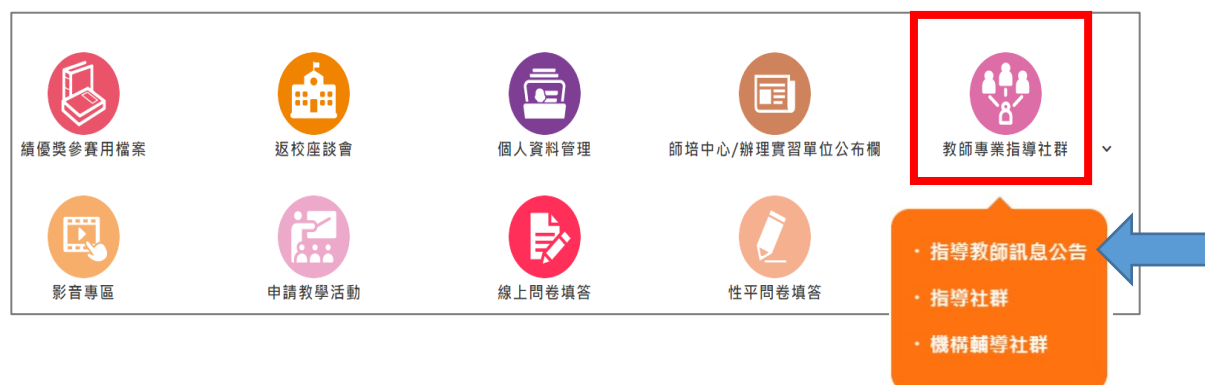 績優獎參賽用檔案
返校座談會
個人資料管理
師培中心/辦理實習單位公布欄
教師專業指導社群
影音專區
申請教學活動
線上問卷填答
性平問卷填答
· 指導教師訊息公告
· 指導社群
· 機構輔導社群